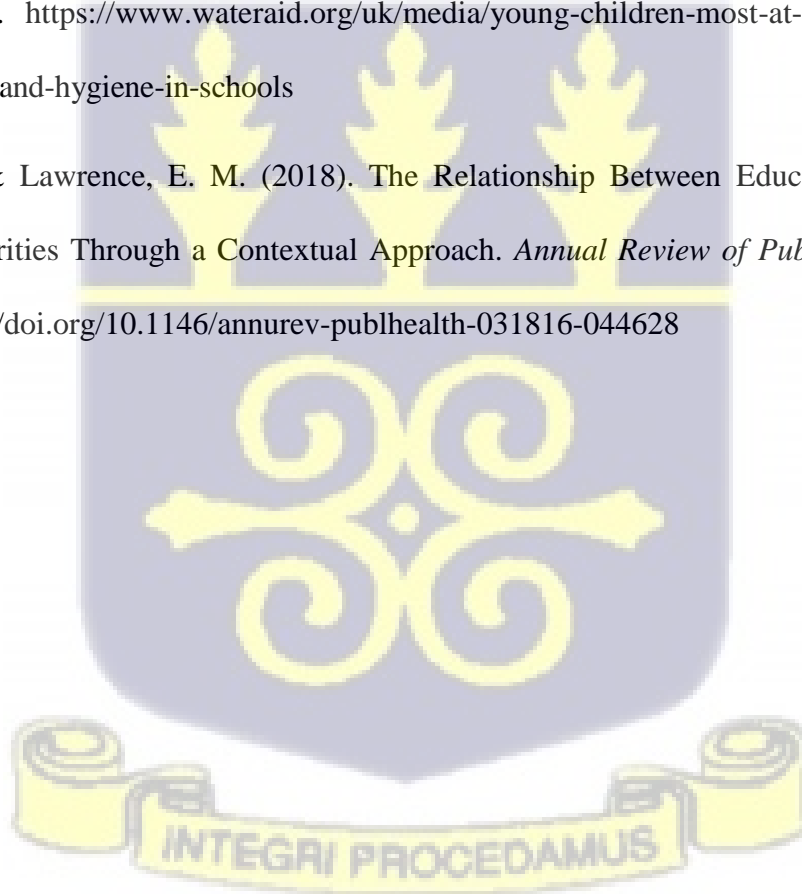 . https://www.wateraid.org/uk/media/young-children-most-at-
and-hygiene-in-schools
Lawrence, E. M. (2018). The Relationship Between Educ
rities Through a Contextual Approach. Annual Review of Pub
/doi.org/10.1146/annurev-publhealth-031816-044628
INTEGRI PROCEDAMUS